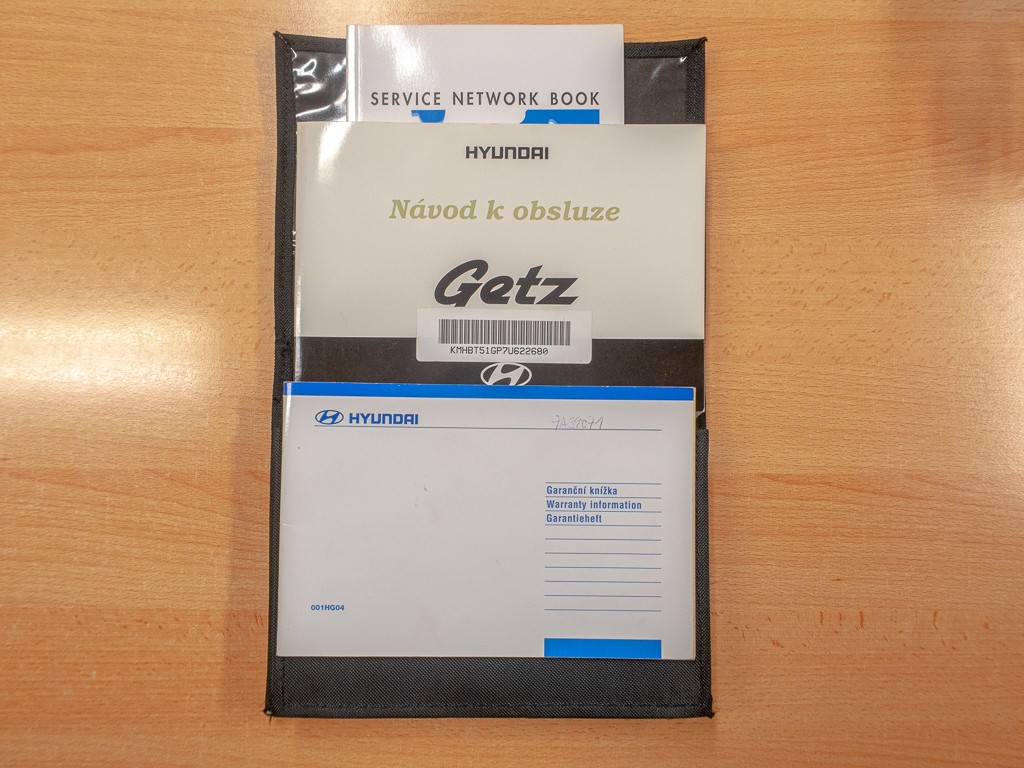 SERVICE NETWORK BOOK
HYUNDAI
Návod k obsluze
Getz
KMHBT51GP7U622680
HYUNDAI
Garanční knížka
Warranty information
Garantieheft
001HG04